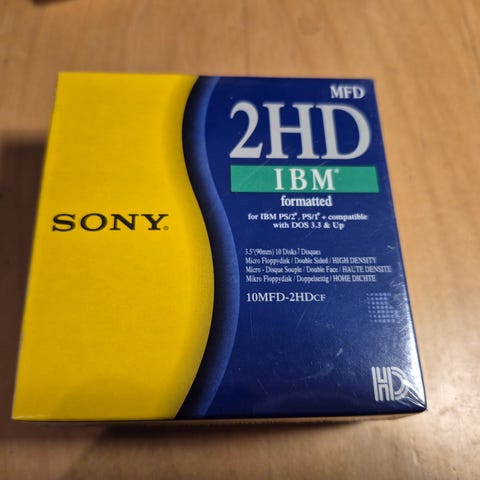 MFD
2HD
IBM®
formatted
for IBM PS/2®, PS/1® + compatible
with DOS 3.3 & Up
SONY®
3.5"(90mm) 10 Disks / Disques
Micro Floppydisk / Double Sided / HIGH DENSITY
Micro - Disque Souple / Double Face / HAUTE DENSITE
Mikro Floppydisk / Doppelseitig / HOHE DICHTE
10MFD-2HDCF
HD